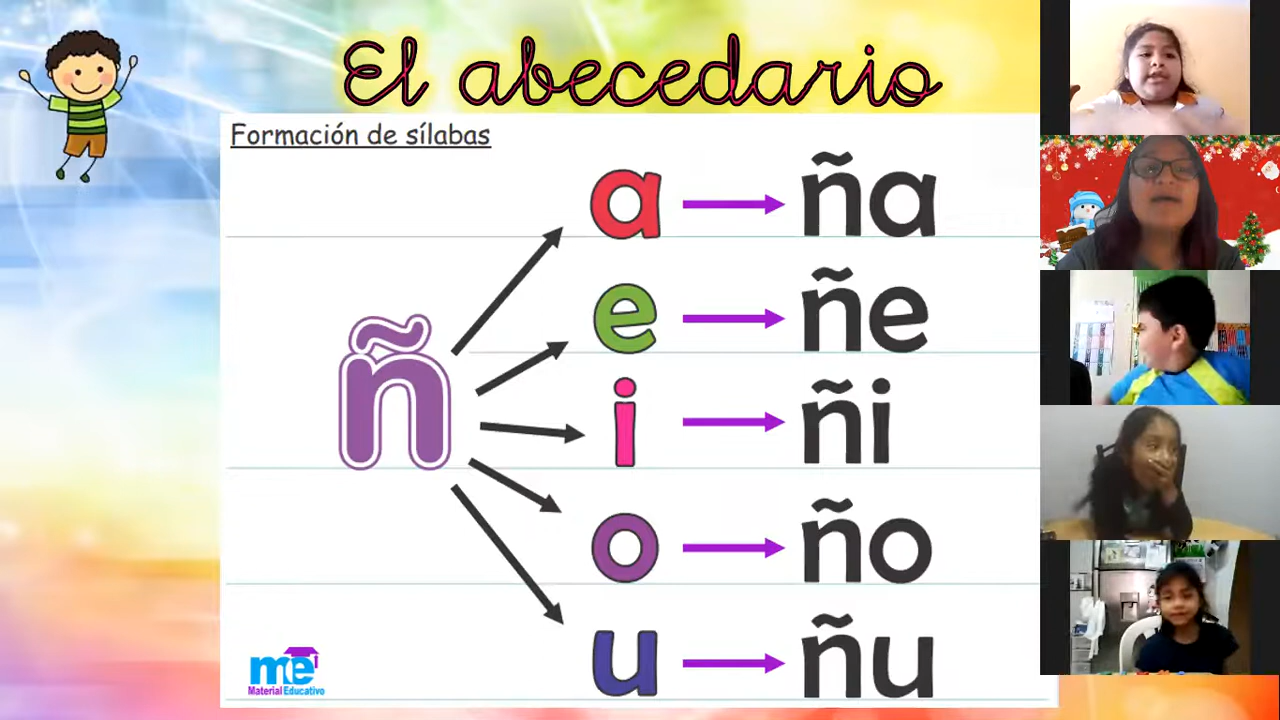 El abecedario
Formación de sílabas
a ña
e ñe
ñ
i ñi
o ño
u ñu
me
Material Educativo